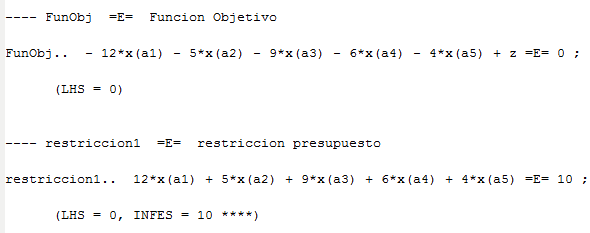 ---- FunObj  =E=  Funcion Objetivo
FunObj..  - 12*x(a1) - 5*x(a2) - 9*x(a3) - 6*x(a4) - 4*x(a5) + z =E= 0 ;
(LHS = 0)
---- restriccion1  =E=  restriccion presupuesto
restriccion1..  12*x(a1) + 5*x(a2) + 9*x(a3) + 6*x(a4) + 4*x(a5) =E= 10 ;
(LHS = 0, INFES = 10 ****)